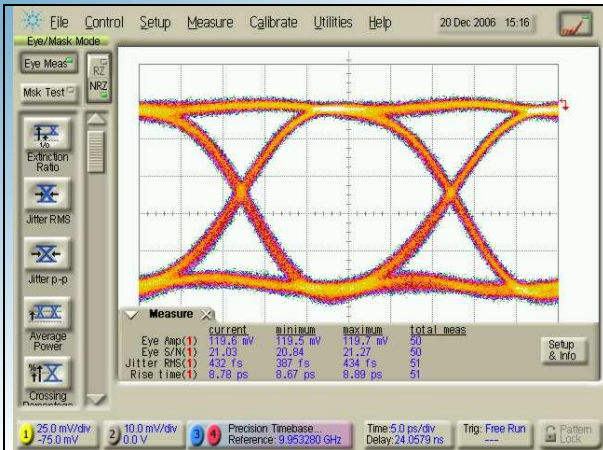 File Control Setup Measure Calibrate Utilities Help 20 Dec 2006 15:16
Eye/Mask Mode
Eye Meas
RZ
NRZ
Msk Test
1/0
Extinction
Ratio
Jitter RMS
Jitter p-p
Average
Power
%
Crossing
Percentage
Measure
current minimum maximum total meas
Eye Amp(1) 119.6 mV 119.5 mV 119.7 mV 50
Eye S/N(1) 21.03 20.84 21.27 50
Jitter RMS(1) 432 fs 387 fs 434 fs 51
Rise time(1) 8.78 ps 8.67 ps 8.89 ps 51
Setup
& Info
1 25.0 mV/div
-75.0 mV
2 10.0 mV/div
0.0 V
3 4 Precision Timebase...
Reference: 9.953280 GHz
Time:5.0 ps/div
Delay:24.0579 ns
Trig: Free Run
---
Pattern
Lock